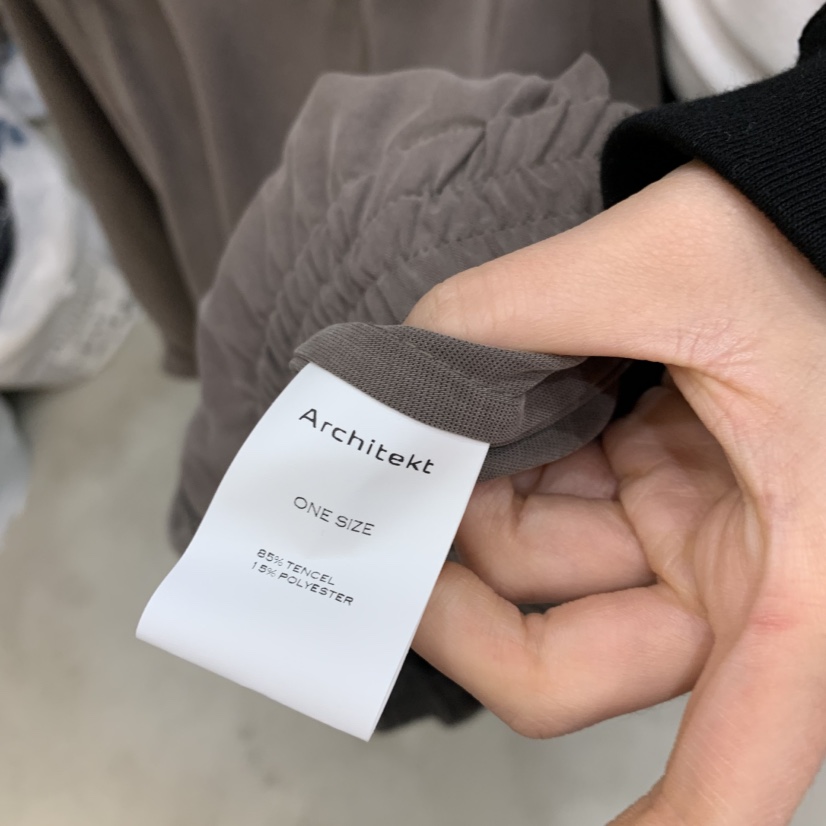 Architekt
ONE SIZE
85% TENCEL
15% POLYESTER